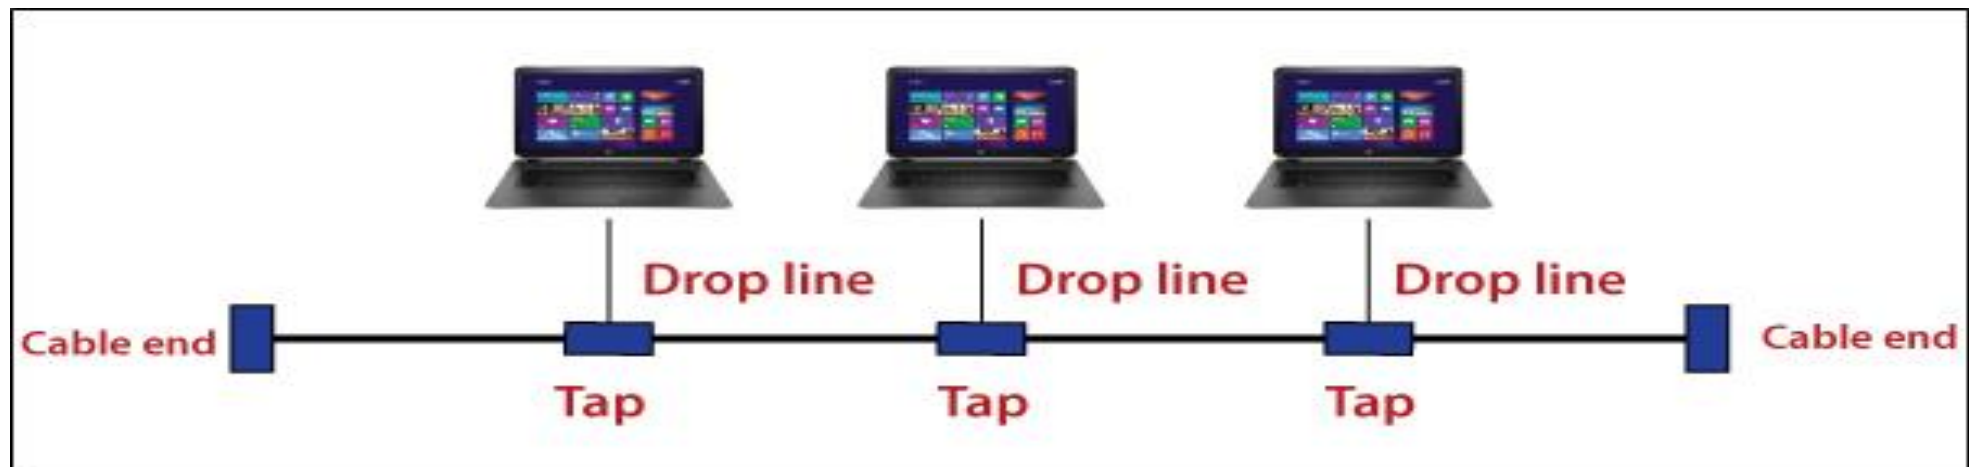 Drop line Drop line Drop line
Cable end Cable end
Tap Tap Tap